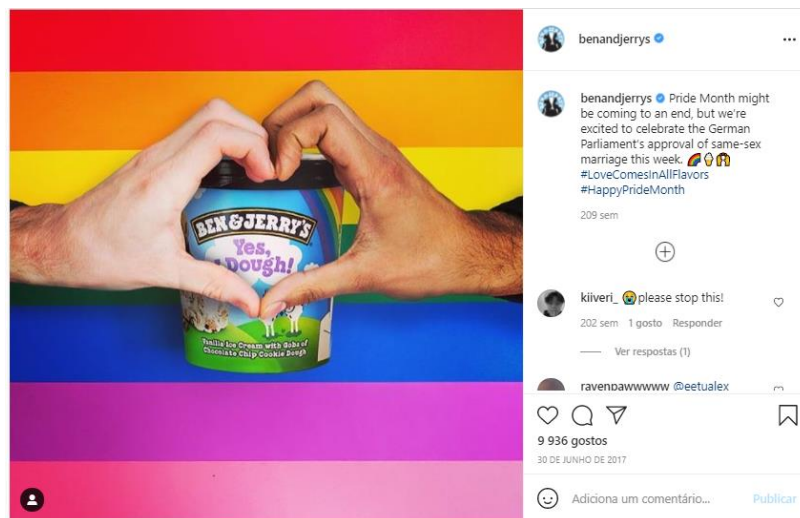 BEN & JERRY'S
Yes,
I Dough!
Vanilla Ice Cream with Gobs of
Chocolate Chip Cookie Dough
benandjerrys
benandjerrys Pride Month might
be coming to an end, but we're
excited to celebrate the German
Parliament's approval of same-sex
marriage this week. 🌈🍦👭
#LoveComesInAllFlavors
#HappyPrideMonth
209 sem
kiiveri_ 😭please stop this!
202 sem 1 gosto Responder
Ver respostas (1)
ravenpawwwww @eetualex
9 936 gostos
30 DE JUNHO DE 2017
Adiciona um comentário...
Publicar